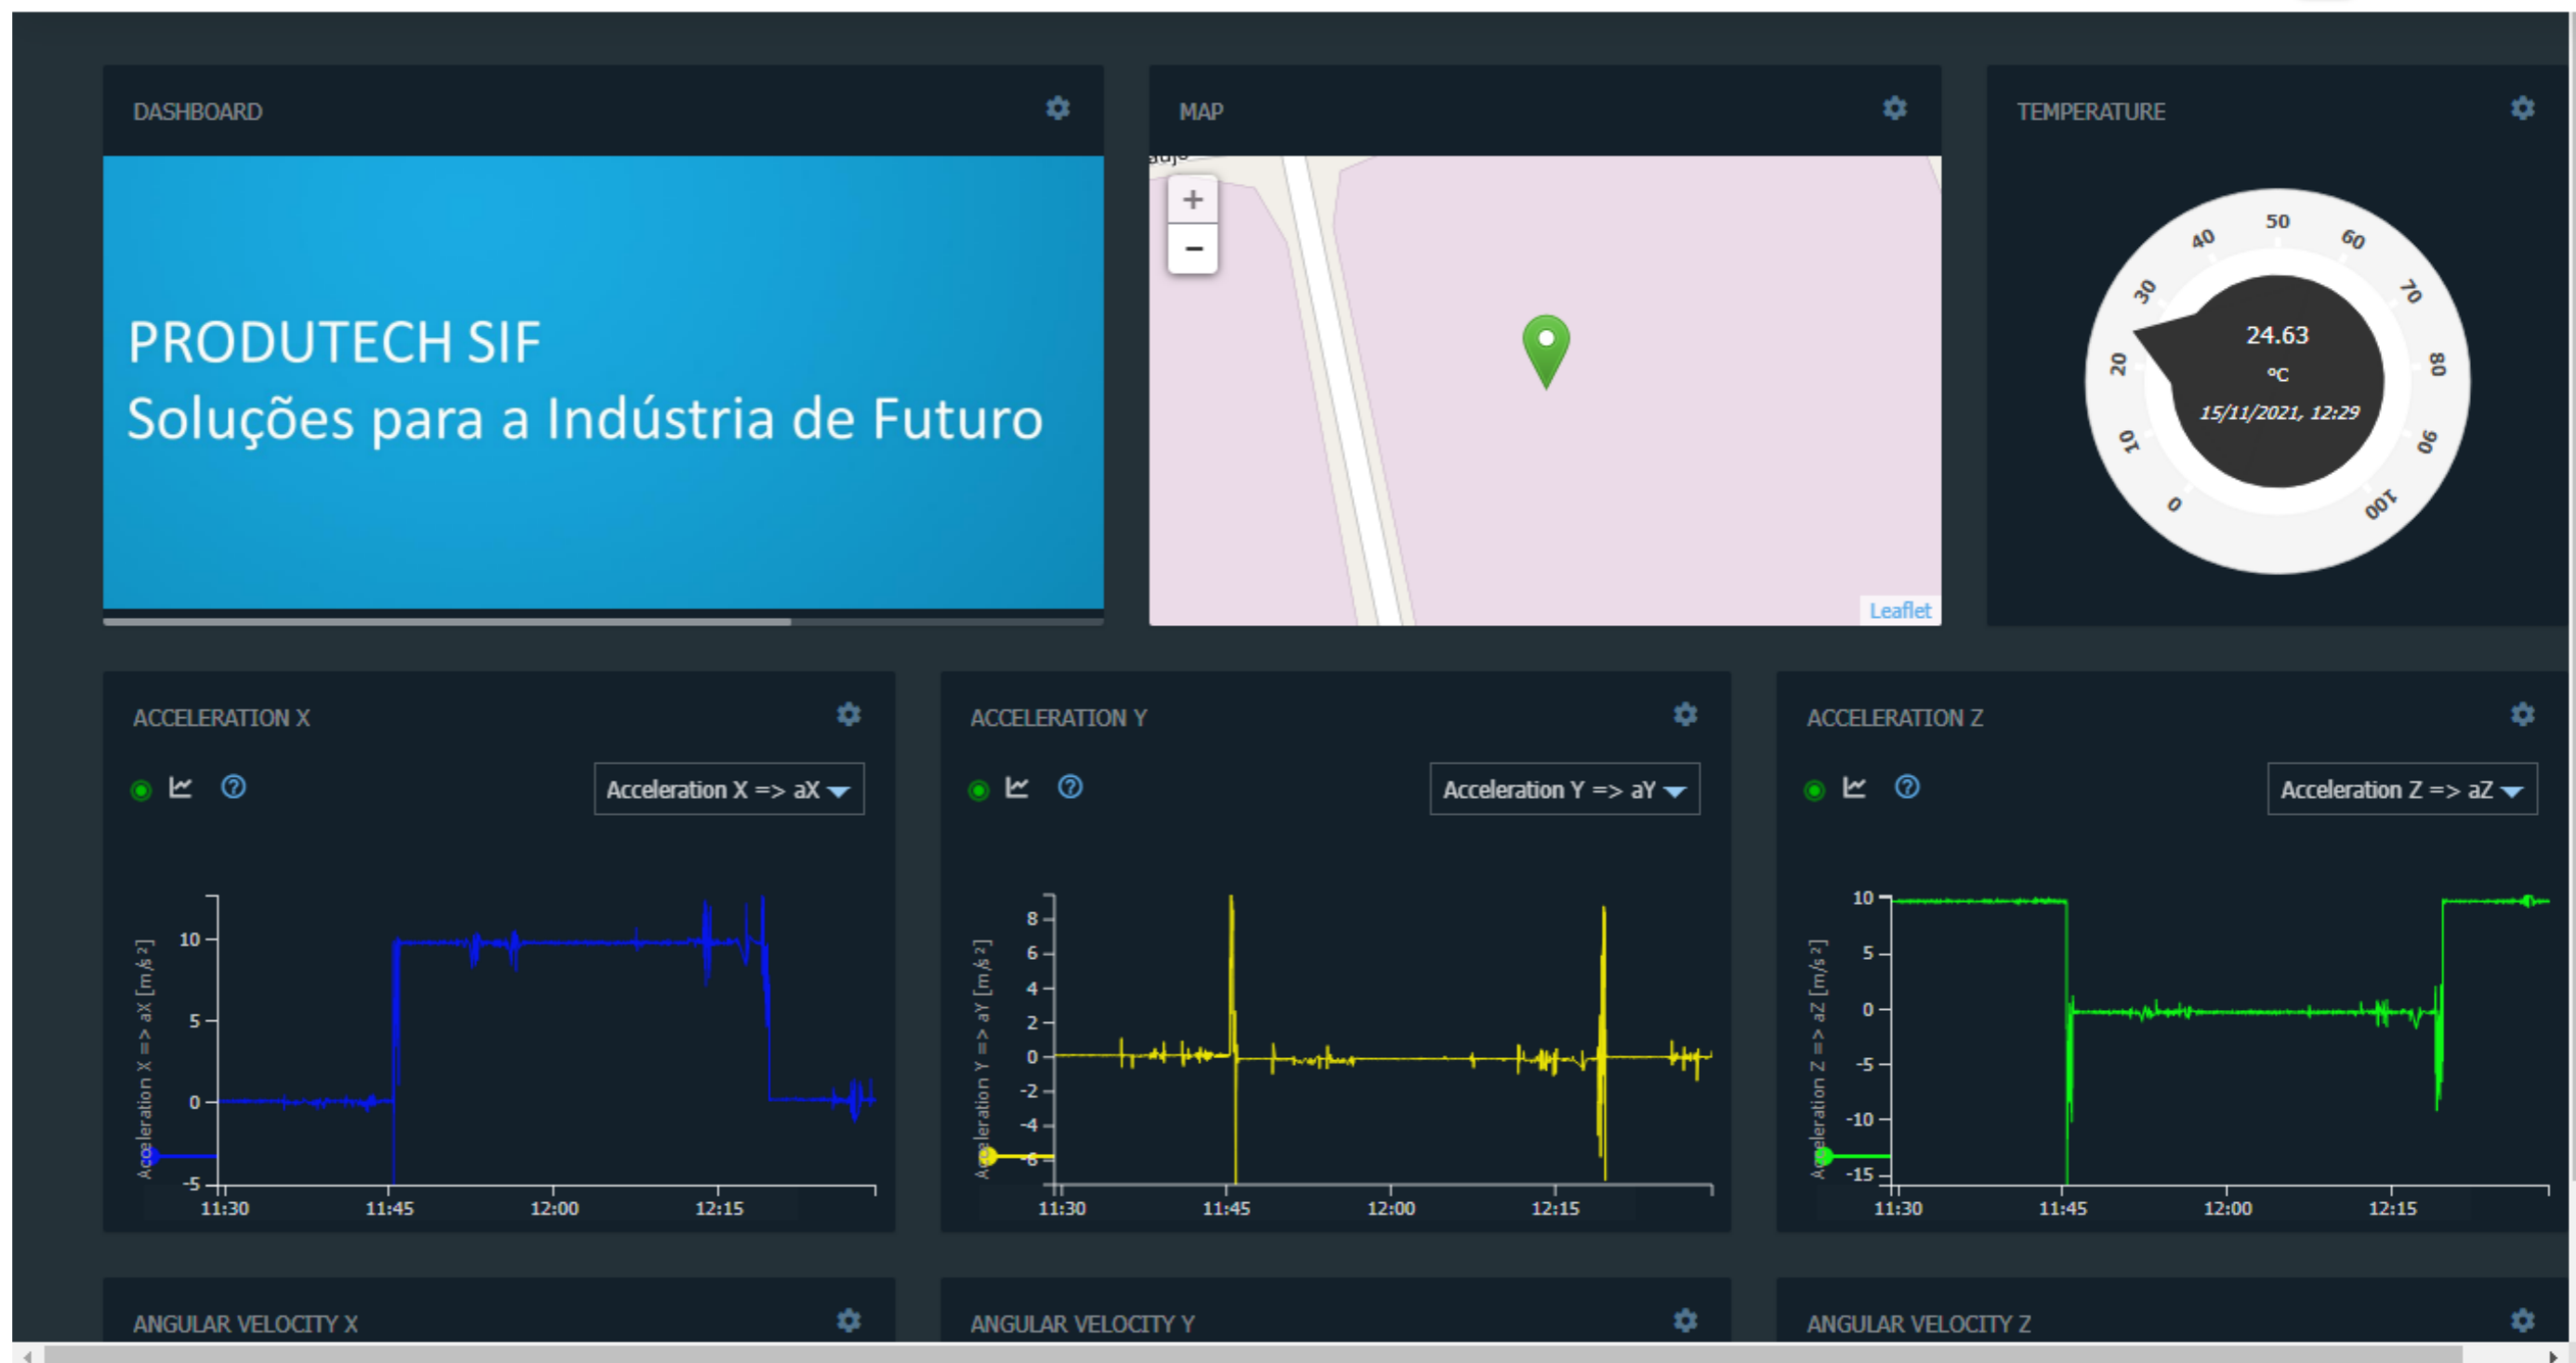 DASHBOARD
PRODUTECH SIF
Soluções para a Indústria de Futuro
MAP
+
−
Leaflet
TEMPERATURE
0
10
20
30
40
50
60
70
80
90
100
24.63
°C
15/11/2021, 12:29
ACCELERATION X
Acceleration X => aX
Acceleration X => aX [m/s²]
10
5
0
-5
11:30 11:45 12:00 12:15
ACCELERATION Y
Acceleration Y => aY
Acceleration Y => aY [m/s²]
8
6
4
2
0
-2
-4
-6
11:30 11:45 12:00 12:15
ACCELERATION Z
Acceleration Z => aZ
Acceleration Z => aZ [m/s²]
10
5
0
-5
-10
-15
11:30 11:45 12:00 12:15
ANGULAR VELOCITY X
ANGULAR VELOCITY Y
ANGULAR VELOCITY Z